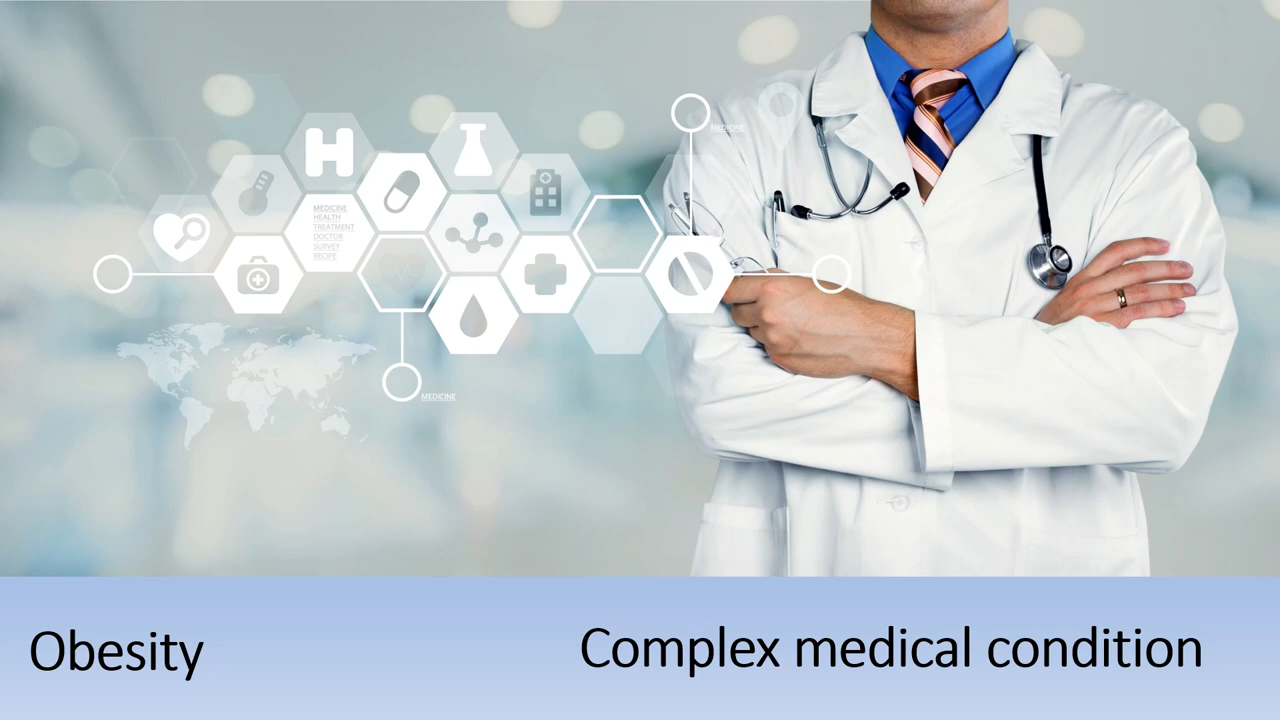 H
MEDICINE
HEALTH
TREATMENT
DOCTOR
SURVEY
RECIPE
MEDICINE
MEDICINE
Obesity
Complex medical condition